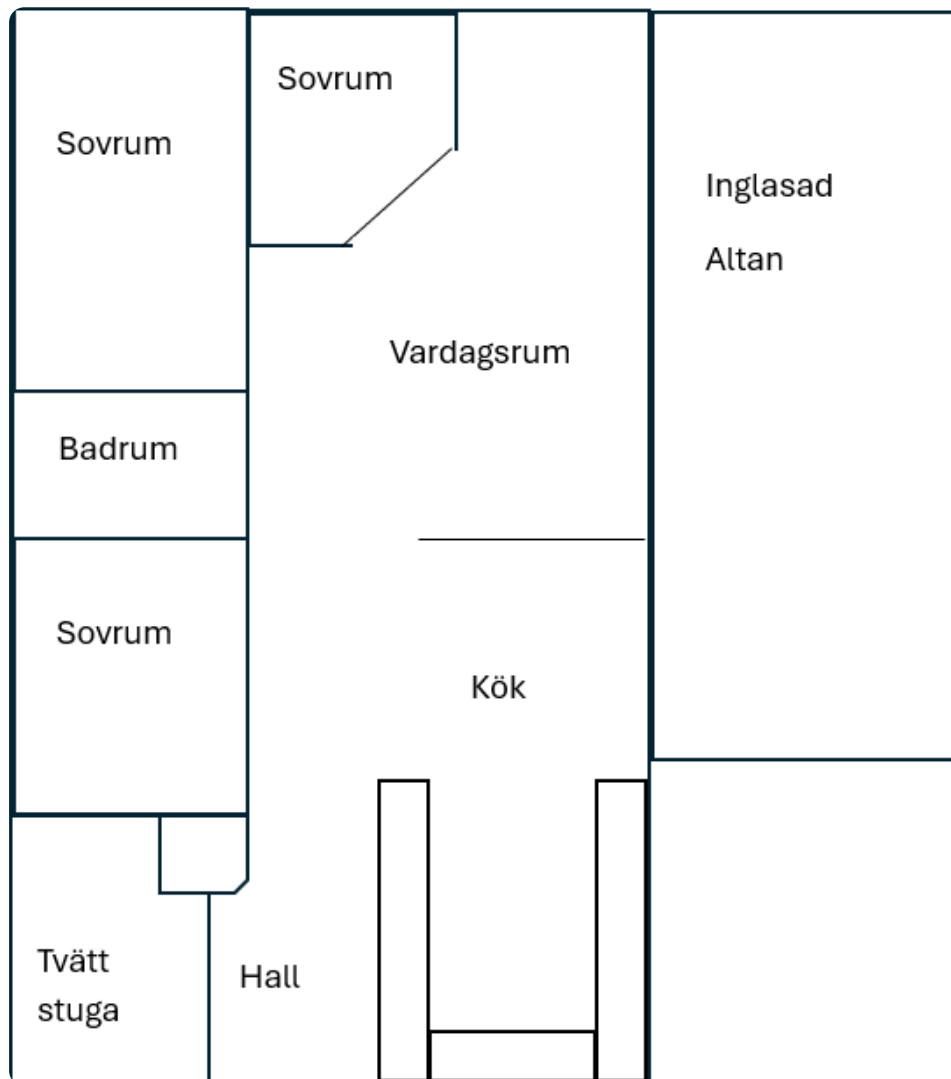 Sovrum
Sovrum
Inglasad
Altan
Vardagsrum
Badrum
Sovrum
Kök
Tvätt
stuga
Hall